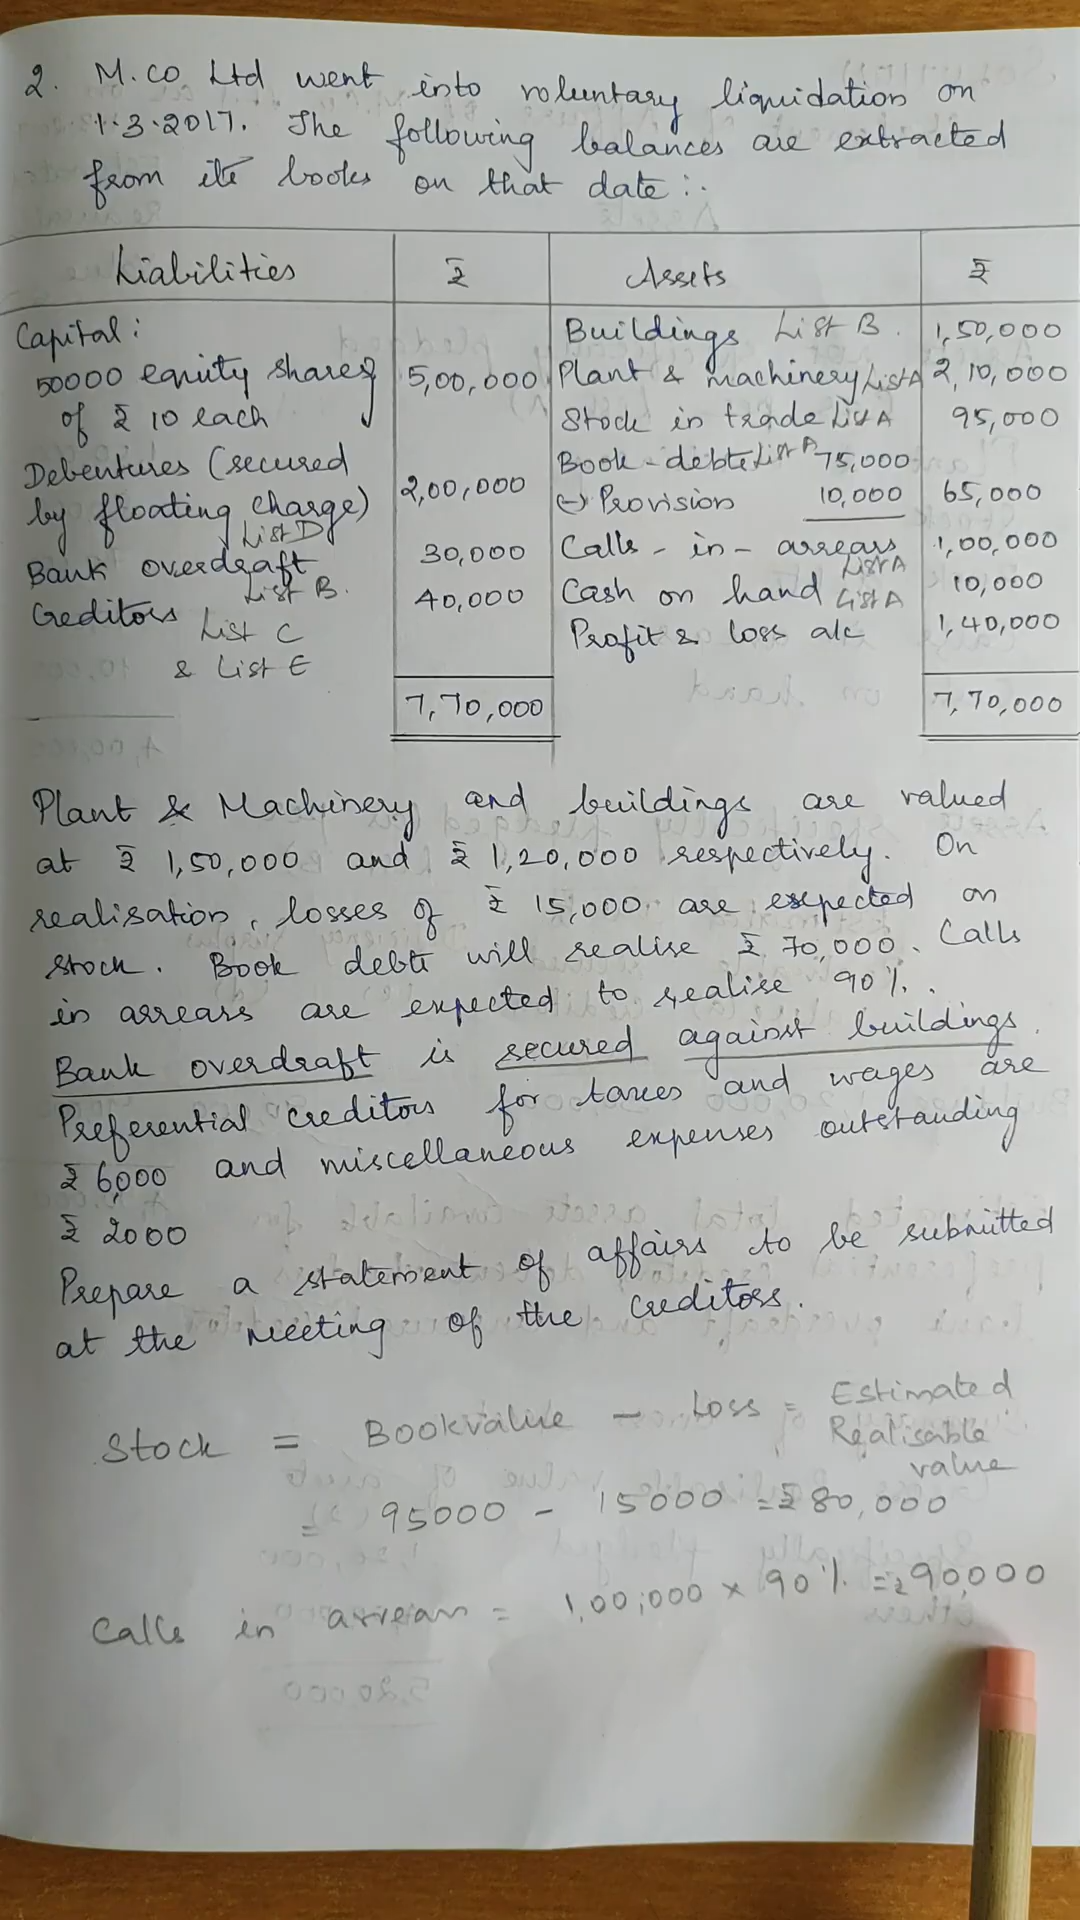 2. M.Co Ltd went into voluntary liquidation on
1.3.2017. The following balances are extracted
from its books on that date:-
Liabilities ₹ Assets ₹
Capital: Buildings List B. 1,50,000
50000 equity shares 5,00,000 Plant & machinery List A 2,10,000
of ₹ 10 each Stock in trade List A 95,000
Debentures (secured 2,00,000 Book-debts List A 75,000
by floating charge) (-) Provision 10,000 65,000
List D
Bank overdraft 30,000 Calls-in-arrears 1,00,000
List B. List A
Creditors 40,000 Cash on hand List A 10,000
List C Profit & loss a/c 1,40,000
& List E
7,70,000 7,70,000
Plant & Machinery and buildings are valued
at ₹ 1,50,000 and ₹ 1,20,000 respectively. On
realisation, losses of ₹ 15,000 are expected on
stock. Book debts will realise ₹ 70,000. Calls
in arrears are expected to realise 90%.
Bank overdraft is secured against buildings.
Preferential creditors for taxes and wages are
₹ 6,000 and miscellaneous expenses outstanding
₹ 2000
Prepare a statement of affairs to be submitted
at the meeting of the creditors.
Stock = Bookvalue - Loss = Estimated
Realisable
value
= 95000 - 15000 = ₹ 80,000
Calls in arrears = 1,00,000 x 90% = ₹ 90,000